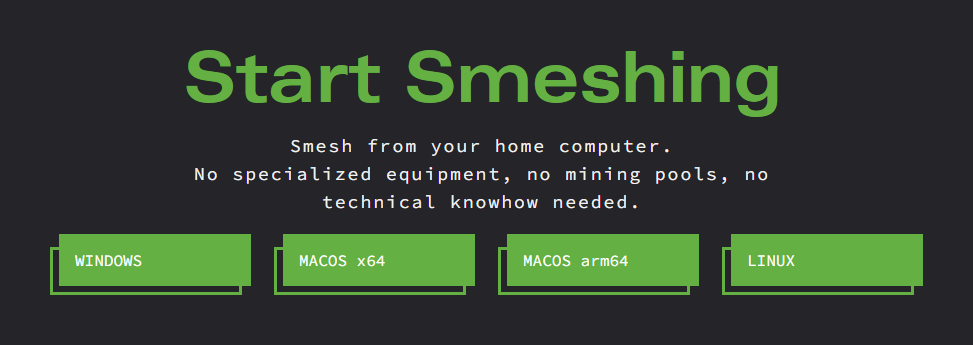 Start Smeshing
Smesh from your home computer.
No specialized equipment, no mining pools, no
technical knowhow needed.
WINDOWS
MACOS x64
MACOS arm64
LINUX